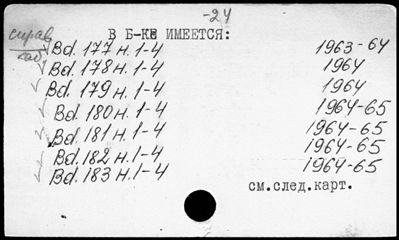 -24
справ
В Б-КЕ ИМЕЕТСЯ:
Bd. 177 н. 1-4 1963-64
Bd. 178 н. 1-4 1964
Bd. 179 н. 1-4 1964
Bd. 180 н. 1-4 1964-65
Bd. 181 н. 1-4 1964-65
Bd. 182 н. 1-4 1964-65
Bd. 183 н. 1-4 1964-65
см.след.карт.